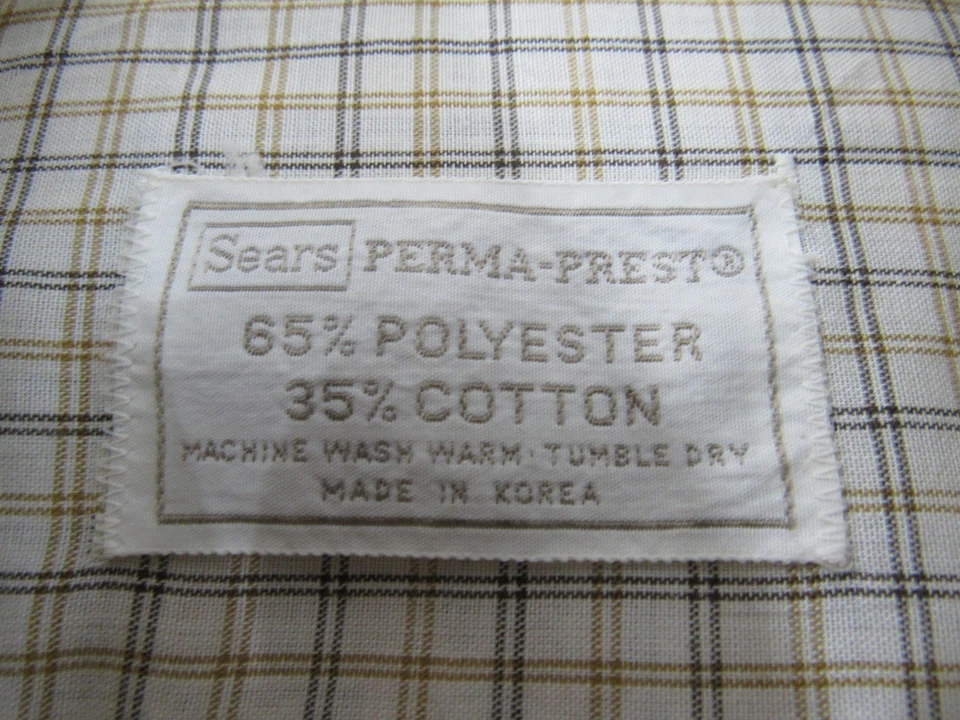 Sears PERMA-PREST®
65% POLYESTER
35% COTTON
MACHINE WASH WARM · TUMBLE DRY
MADE IN KOREA